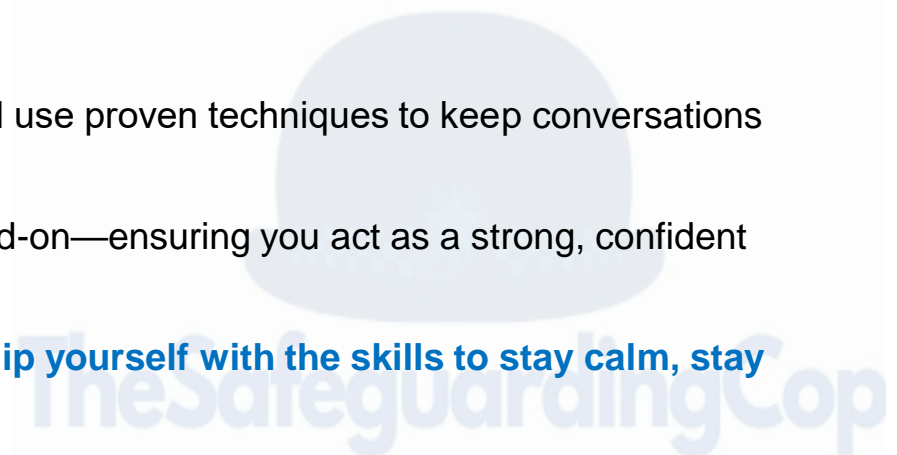 use proven techniques to keep conversations
d-on—ensuring you act as a strong, confident
ip yourself with the skills to stay calm, stay
TheSafeguardingCop